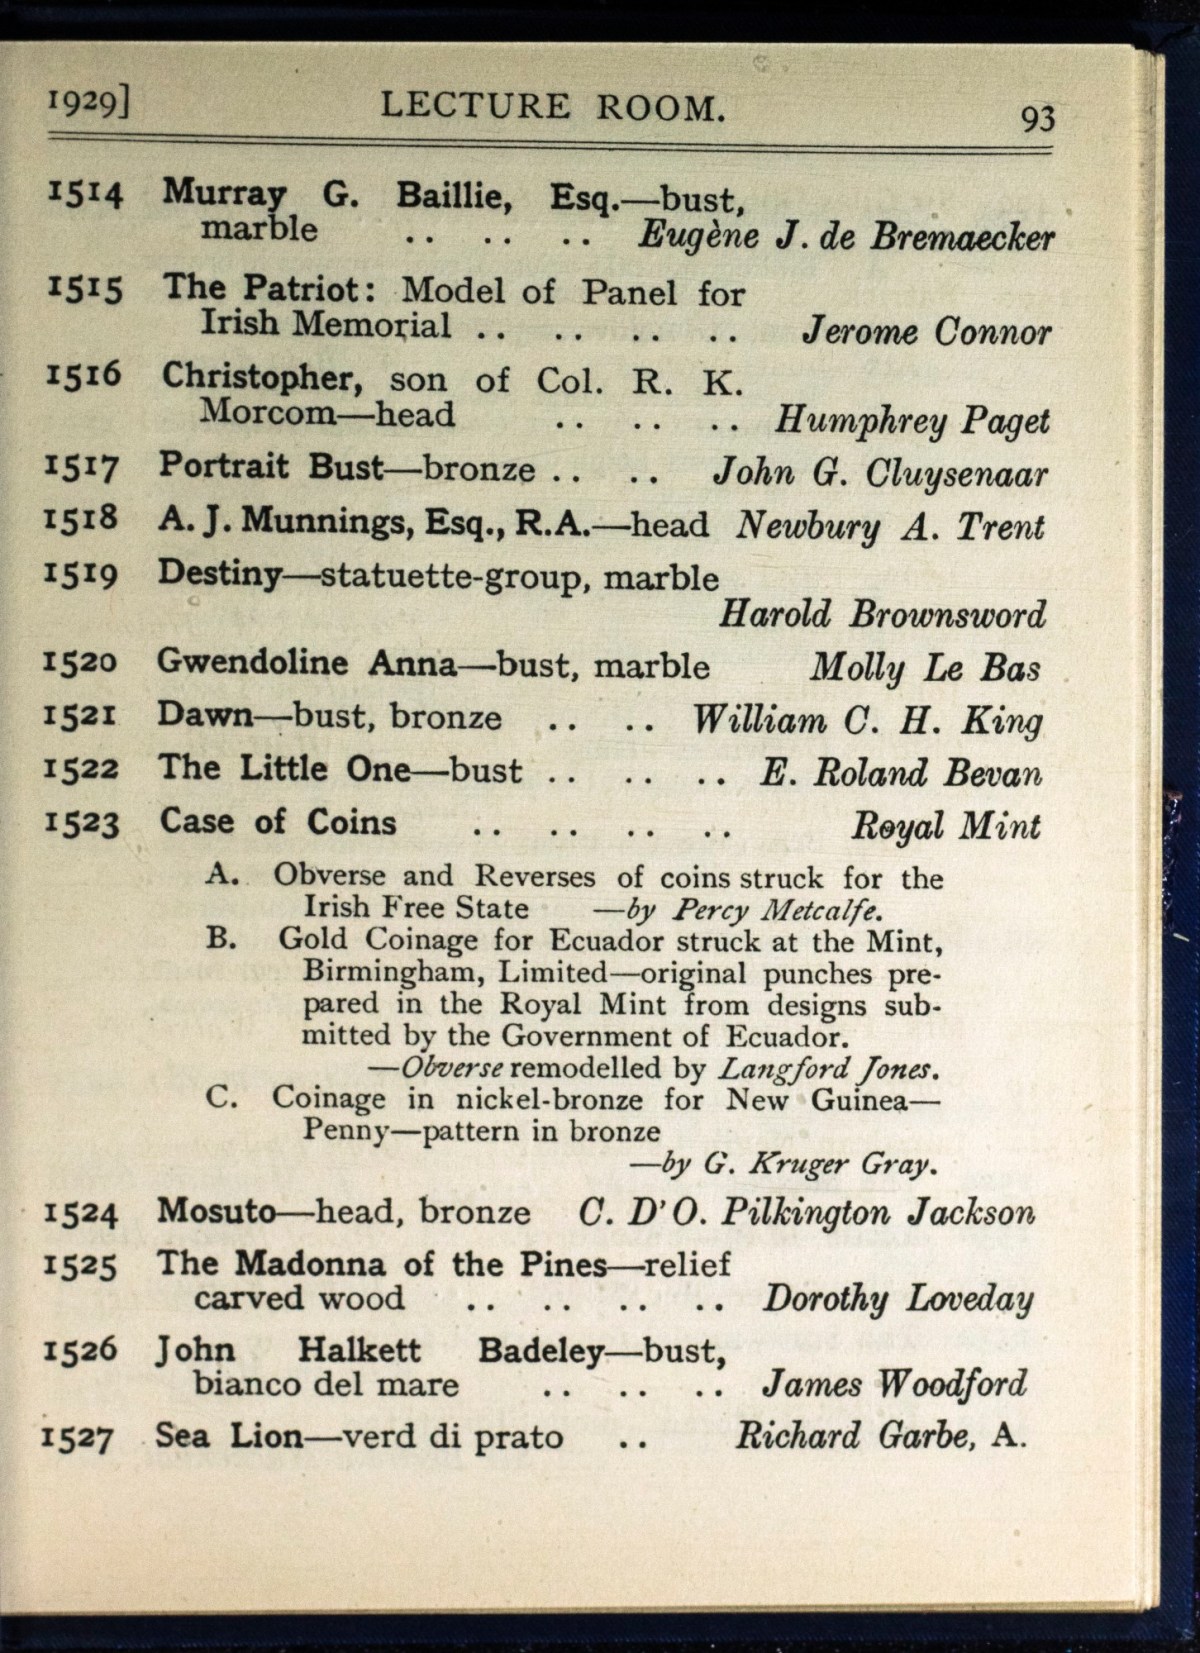 1929] LECTURE ROOM. 93
1514 Murray G. Baillie, Esq.—bust,
marble .. .. .. Eugène J. de Bremaecker
1515 The Patriot: Model of Panel for
Irish Memorial .. .. .. .. Jerome Connor
1516 Christopher, son of Col. R. K.
Morcom—head .. .. .. Humphrey Paget
1517 Portrait Bust—bronze .. .. John G. Cluysenaar
1518 A. J. Munnings, Esq., R.A.—head Newbury A. Trent
1519 Destiny—statuette-group, marble
Harold Brownsword
1520 Gwendoline Anna—bust, marble Molly Le Bas
1521 Dawn—bust, bronze .. .. William C. H. King
1522 The Little One—bust .. .. .. E. Roland Bevan
1523 Case of Coins .. .. .. .. Royal Mint
A. Obverse and Reverses of coins struck for the
Irish Free State —by Percy Metcalfe.
B. Gold Coinage for Ecuador struck at the Mint,
Birmingham, Limited—original punches pre-
pared in the Royal Mint from designs sub-
mitted by the Government of Ecuador.
—Obverse remodelled by Langford Jones.
C. Coinage in nickel-bronze for New Guinea—
Penny—pattern in bronze
—by G. Kruger Gray.
1524 Mosuto—head, bronze C. D'O. Pilkington Jackson
1525 The Madonna of the Pines—relief
carved wood .. .. .. .. Dorothy Loveday
1526 John Halkett Badeley—bust,
bianco del mare .. .. .. James Woodford
1527 Sea Lion—verd di prato .. Richard Garbe, A.